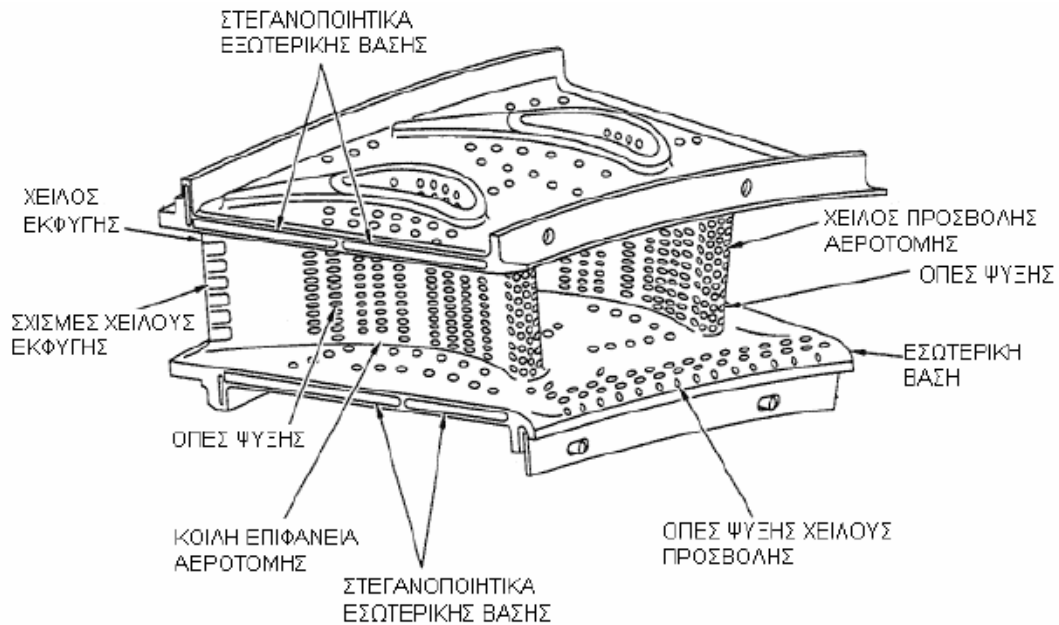 ΣΤΕΓΑΝΟΠΟΙΗΤΙΚΑ
ΕΞΩΤΕΡΙΚΗΣ ΒΑΣΗΣ
ΧΕΙΛΟΣ
ΕΚΦΥΓΗΣ
ΧΕΙΛΟΣ ΠΡΟΣΒΟΛΗΣ
ΑΕΡΟΤΟΜΗΣ
ΟΠΕΣ ΨΥΞΗΣ
ΣΧΙΣΜΕΣ ΧΕΙΛΟΥΣ
ΕΚΦΥΓΗΣ
ΕΣΩΤΕΡΙΚΗ
ΒΑΣΗ
ΟΠΕΣ ΨΥΞΗΣ
ΚΟΙΛΗ ΕΠΙΦΑΝΕΙΑ
ΑΕΡΟΤΟΜΗΣ
ΟΠΕΣ ΨΥΞΗΣ ΧΕΙΛΟΥΣ
ΠΡΟΣΒΟΛΗΣ
ΣΤΕΓΑΝΟΠΟΙΗΤΙΚΑ
ΕΣΩΤΕΡΙΚΗΣ ΒΑΣΗΣ